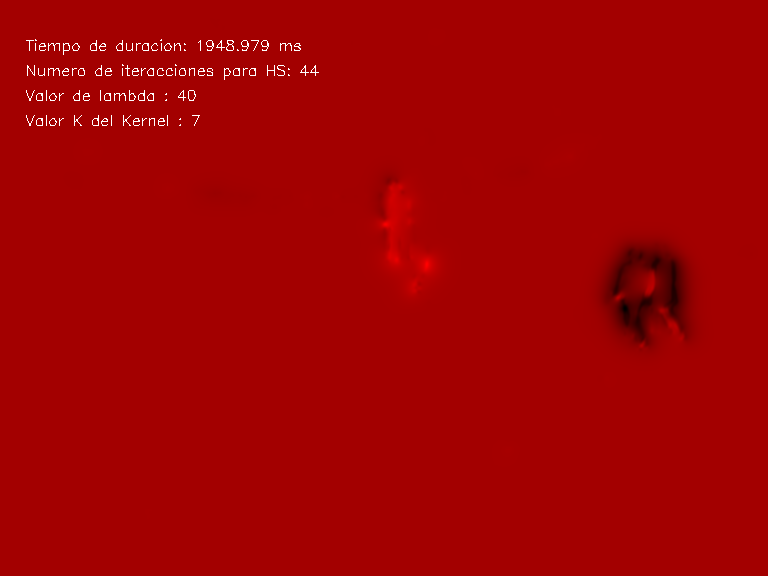 Tiempo de duracion: 1948.979 ms
Numero de iteracciones para HS: 44
Valor de lambda : 40
Valor K del Kernel : 7